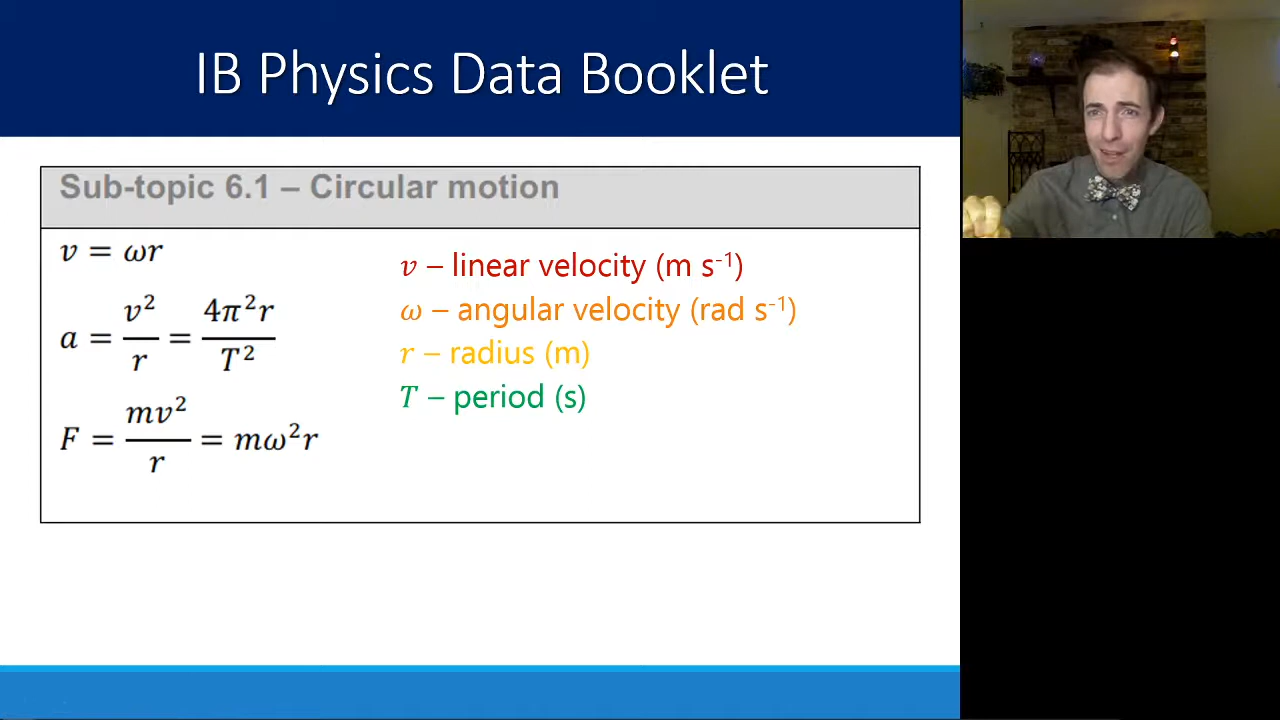 IB Physics Data Booklet
Sub-topic 6.1 – Circular motion
v = ωr
a = v²/r = 4π²r/T²
F = mv²/r = mω²r
v – linear velocity (m s⁻¹)
ω – angular velocity (rad s⁻¹)
r – radius (m)
T – period (s)